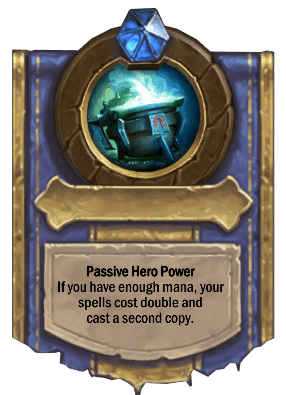 Passive Hero Power
If you have enough mana, your
spells cost double and
cast a second copy.